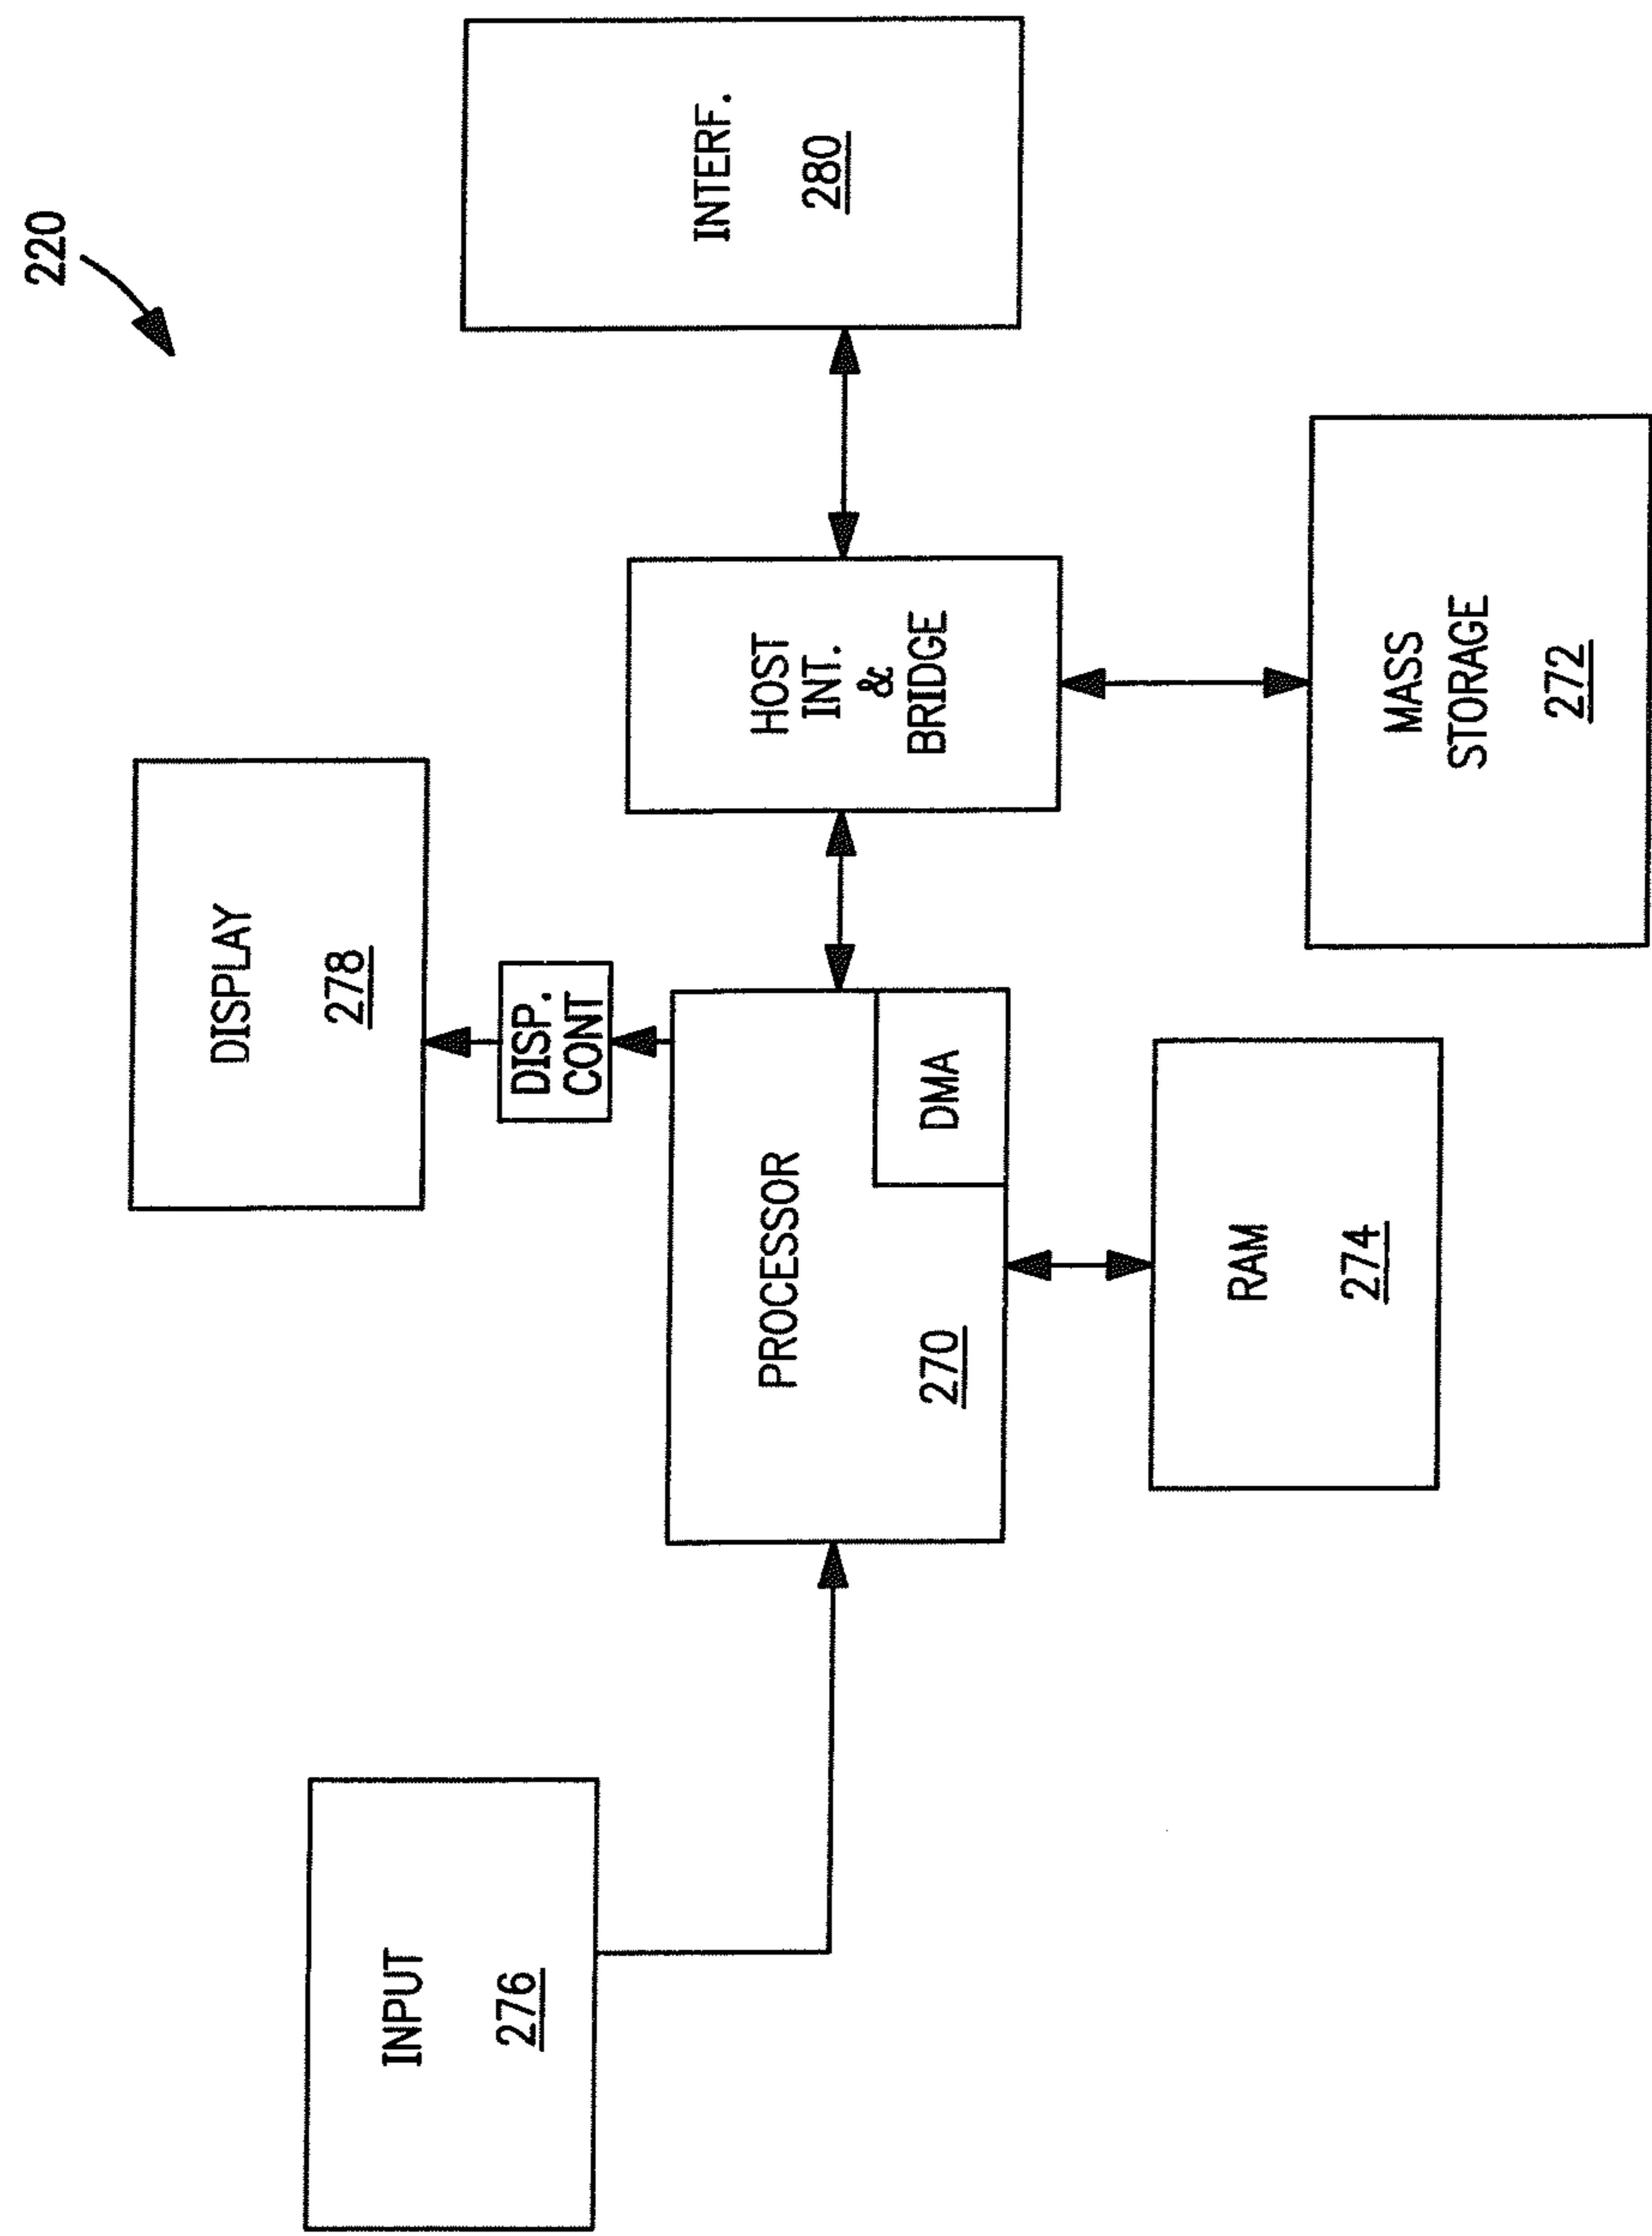 220
DISPLAY
278
DISP.
CONT
INPUT
276
PROCESSOR
270
DMA
HOST
INT.
&
BRIDGE
INTERF.
280
RAM
274
MASS
STORAGE
272